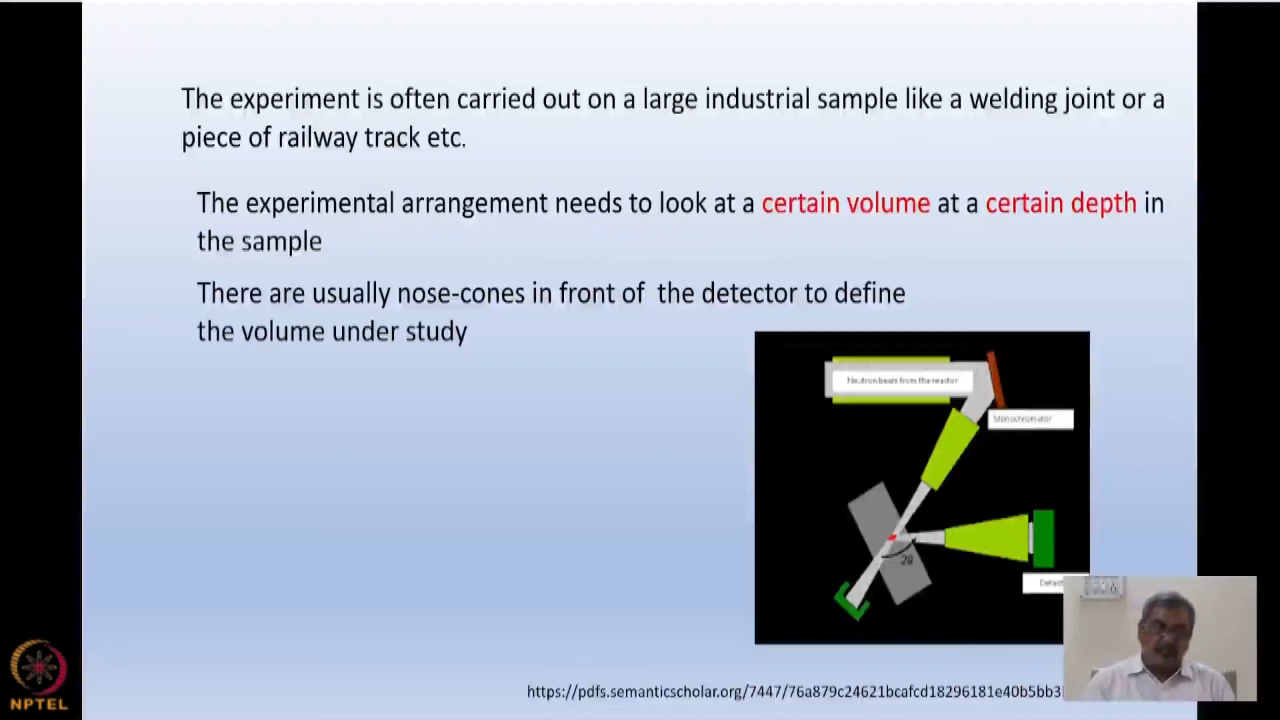 The experiment is often carried out on a large industrial sample like a welding joint or a
piece of railway track etc.
The experimental arrangement needs to look at a certain volume at a certain depth in
the sample
There are usually nose-cones in front of the detector to define
the volume under study
Neutron beam from the reactor
Monochromator
2θ
https://pdfs.semanticscholar.org/7447/76a879c24621bcafcd18296181e40b5bb3
NPTEL